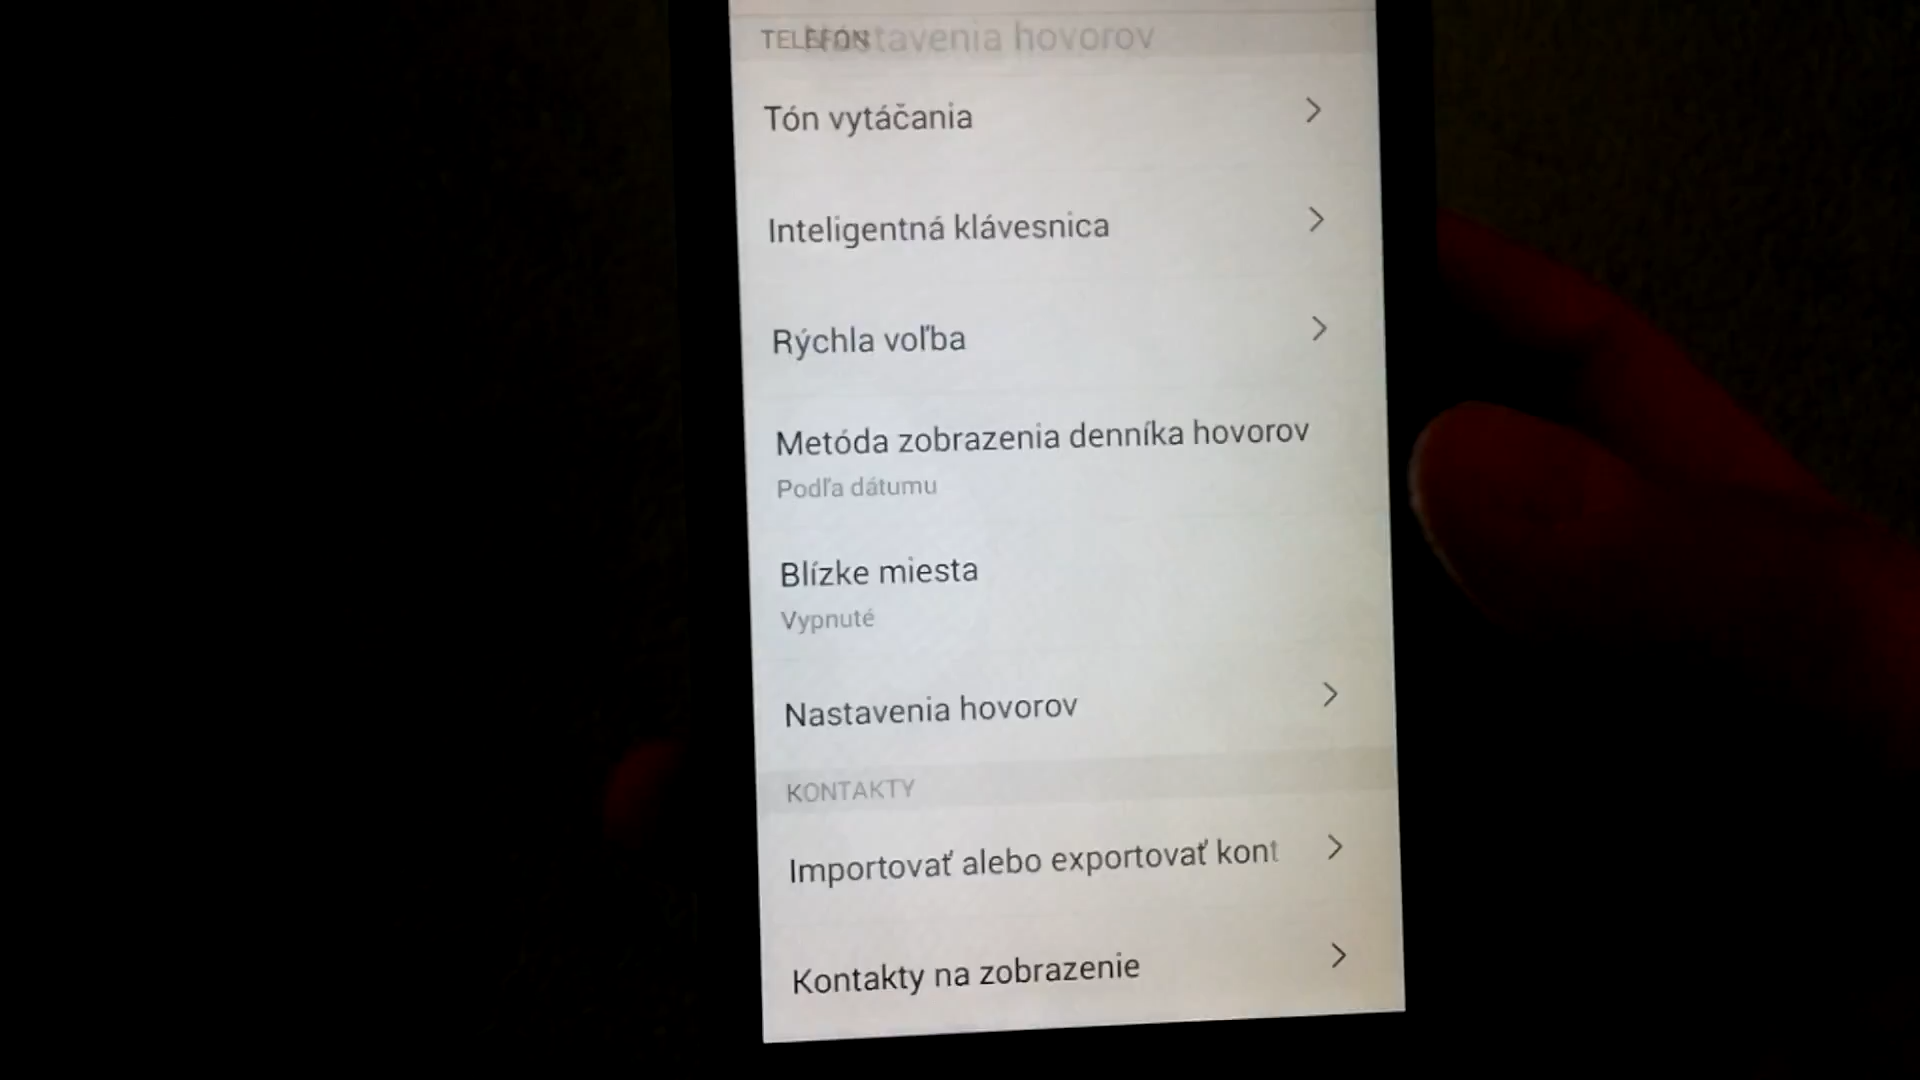 TELEFÓN
Nastavenia hovorov
Tón vytáčania
Inteligentná klávesnica
Rýchla voľba
Metóda zobrazenia denníka hovorov
Podľa dátumu
Blízke miesta
Vypnuté
Nastavenia hovorov
KONTAKTY
Importovať alebo exportovať kont
Kontakty na zobrazenie